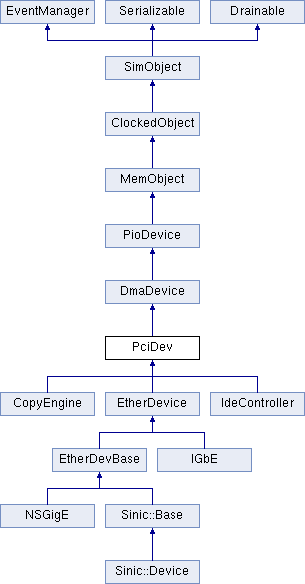 EventManager Serializable Drainable
SimObject
ClockedObject
MemObject
PioDevice
DmaDevice
PciDev
CopyEngine EtherDevice IdeController
EtherDevBase IGbE
NSGigE Sinic::Base
Sinic::Device